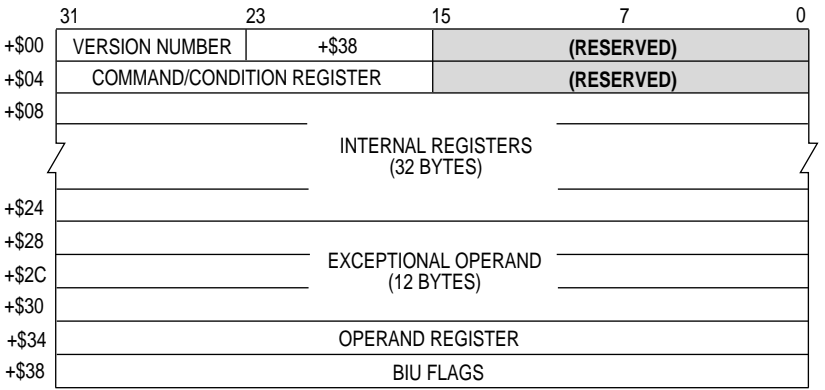 31 23 15 7 0
+$00 VERSION NUMBER +$38 (RESERVED)
+$04 COMMAND/CONDITION REGISTER (RESERVED)
+$08
INTERNAL REGISTERS
(32 BYTES)
+$24
+$28
EXCEPTIONAL OPERAND
+$2C
(12 BYTES)
+$30
+$34 OPERAND REGISTER
+$38 BIU FLAGS